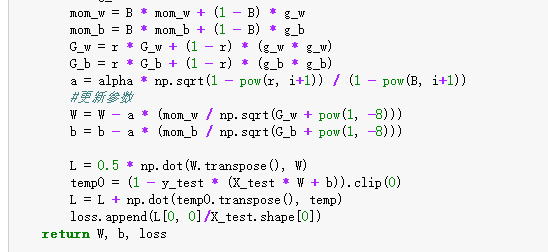 mom_w = B * mom_w + (1 - B) * g_w
mom_b = B * mom_b + (1 - B) * g_b
G_w = r * G_w + (1 - r) * (g_w * g_w)
G_b = r * G_b + (1 - r) * (g_b * g_b)
a = alpha * np.sqrt(1 - pow(r, i+1)) / (1 - pow(B, i+1))
#更新参数
W = W - a * (mom_w / np.sqrt(G_w + pow(1, -8)))
b = b - a * (mom_b / np.sqrt(G_b + pow(1, -8)))
L = 0.5 * np.dot(W.transpose(), W)
temp0 = (1 - y_test * (X_test * W + b)).clip(0)
L = L + np.dot(temp0.transpose(), temp)
loss.append(L[0, 0]/X_test.shape[0])
return W, b, loss